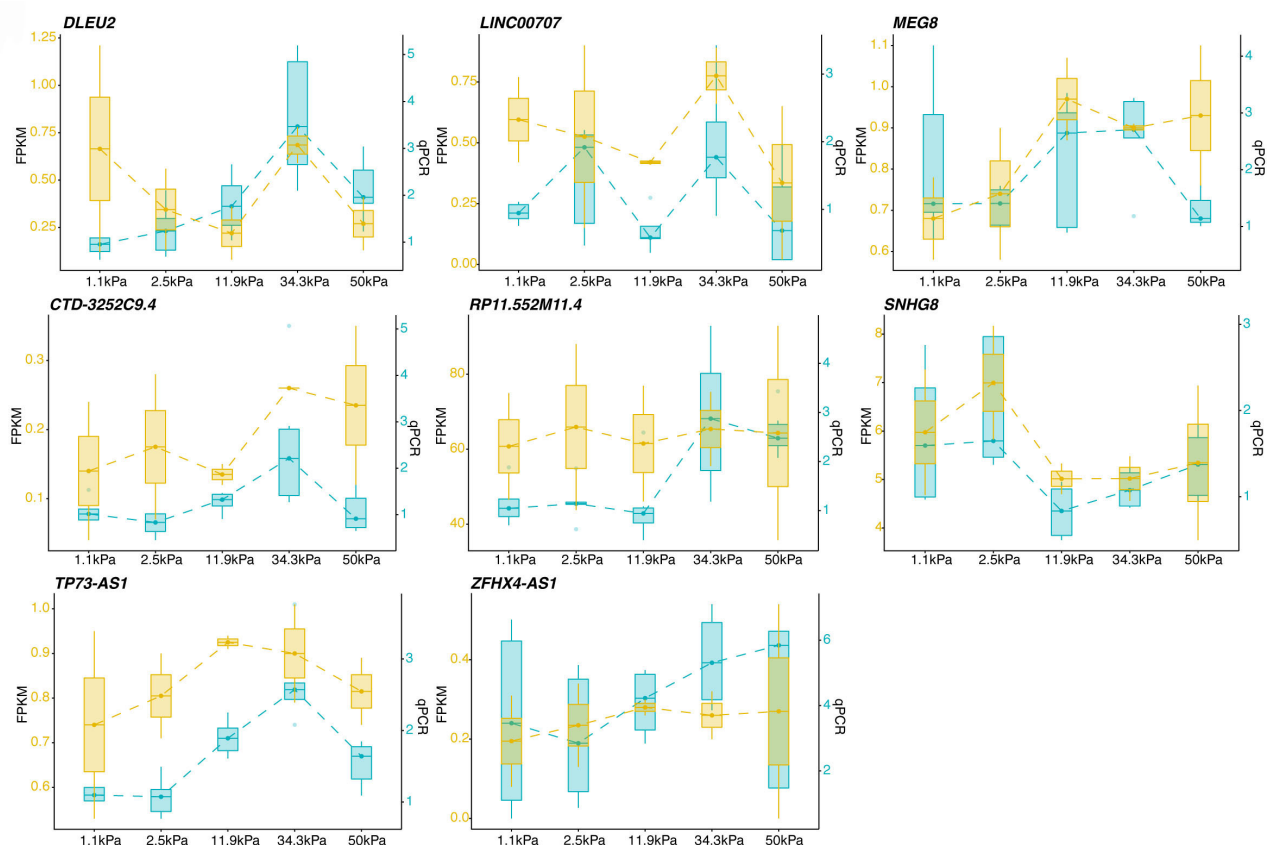 DLEU2
LINC00707
MEG8
1.25
1.00
0.75
0.50
0.25
FPKM
5
4
3
2
1
qPCR
1.1kPa 2.5kPa 11.9kPa 34.3kPa 50kPa
0.75
0.50
0.25
0.00
FPKM
3
2
1
qPCR
1.1kPa 2.5kPa 11.9kPa 34.3kPa 50kPa
1.1
1.0
0.9
0.8
0.7
0.6
FPKM
4
3
2
1
qPCR
1.1kPa 2.5kPa 11.9kPa 34.3kPa 50kPa
CTD-3252C9.4
RP11.552M11.4
SNHG8
0.3
0.2
0.1
FPKM
5
4
3
2
1
qPCR
1.1kPa 2.5kPa 11.9kPa 34.3kPa 50kPa
80
60
40
FPKM
4
3
2
1
qPCR
1.1kPa 2.5kPa 11.9kPa 34.3kPa 50kPa
8
7
6
5
4
FPKM
3
2
1
qPCR
1.1kPa 2.5kPa 11.9kPa 34.3kPa 50kPa
TP73-AS1
ZFHX4-AS1
1.0
0.9
0.8
0.7
0.6
FPKM
3
2
1
qPCR
1.1kPa 2.5kPa 11.9kPa 34.3kPa 50kPa
0.4
0.2
0.0
FPKM
6
4
2
qPCR
1.1kPa 2.5kPa 11.9kPa 34.3kPa 50kPa